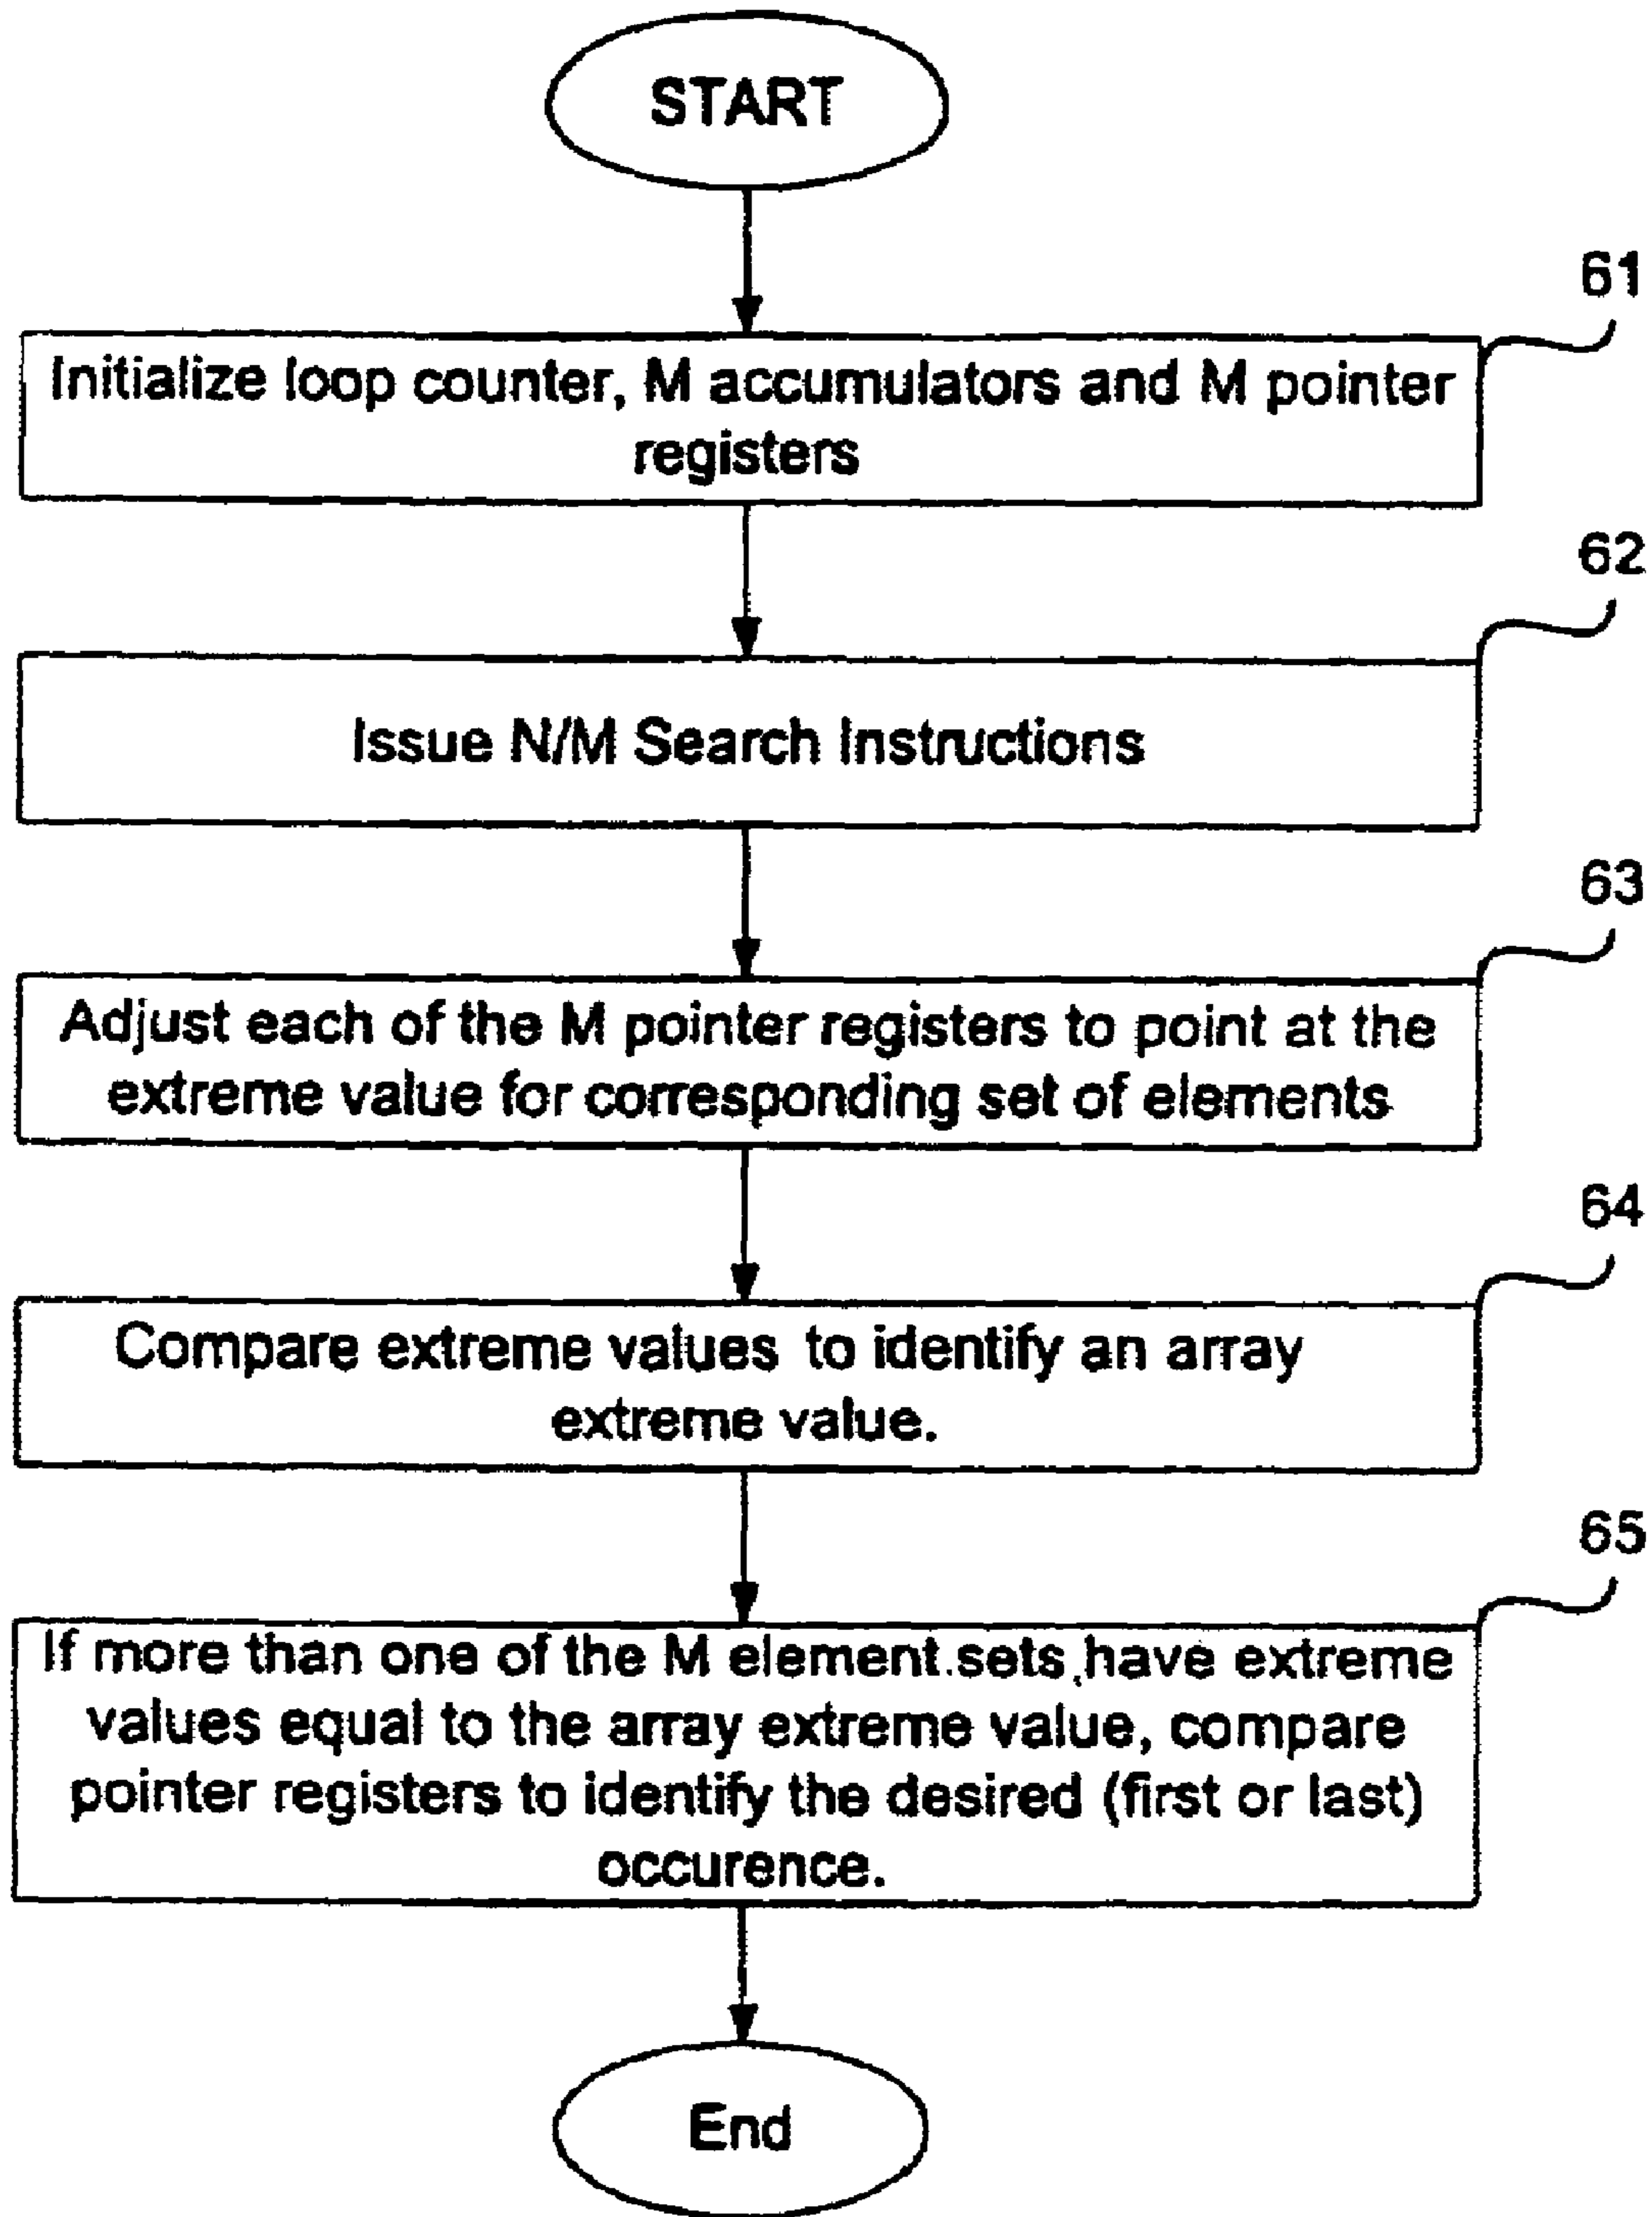 START
61
Initialize loop counter, M accumulators and M pointer
registers
62
Issue N/M Search Instructions
63
Adjust each of the M pointer registers to point at the
extreme value for corresponding set of elements
64
Compare extreme values to identify an array
extreme value.
65
If more than one of the M element sets have extreme
values equal to the array extreme value, compare
pointer registers to identify the desired (first or last)
occurence.
End